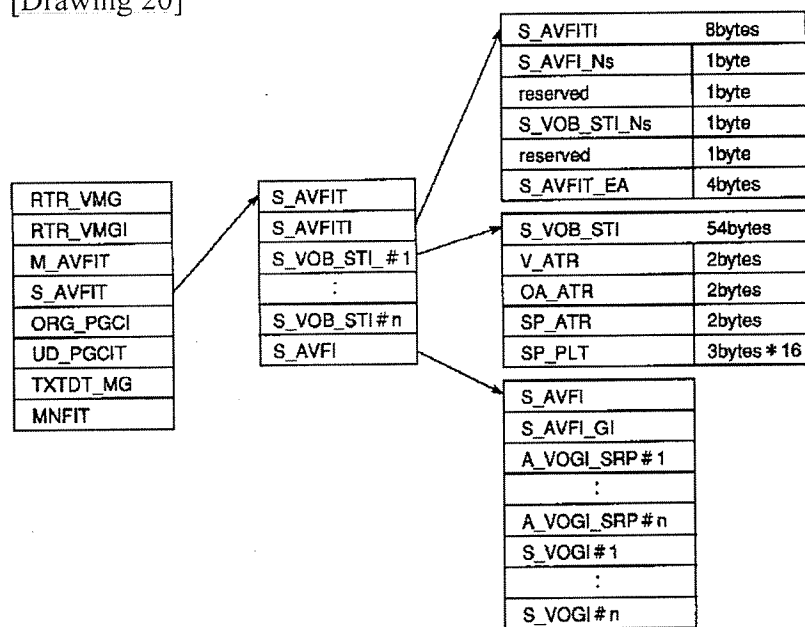 [Drawing 20]
RTR_VMG
RTR_VMGI
M_AVFIT
S_AVFIT
ORG_PGCI
UD_PGCIT
TXTDT_MG
MNFIT
S_AVFIT
S_AVFITI
S_VOB_STI_#1
:
S_VOB_STI#n
S_AVFI
S_AVFITI 8bytes
S_AVFI_Ns 1byte
reserved 1byte
S_VOB_STI_Ns 1byte
reserved 1byte
S_AVFIT_EA 4bytes
S_VOB_STI 54bytes
V_ATR 2bytes
OA_ATR 2bytes
SP_ATR 2bytes
SP_PLT 3bytes*16
S_AVFI
S_AVFI_GI
A_VOGI_SRP#1
:
A_VOGI_SRP#n
S_VOGI#1
:
S_VOGI#n